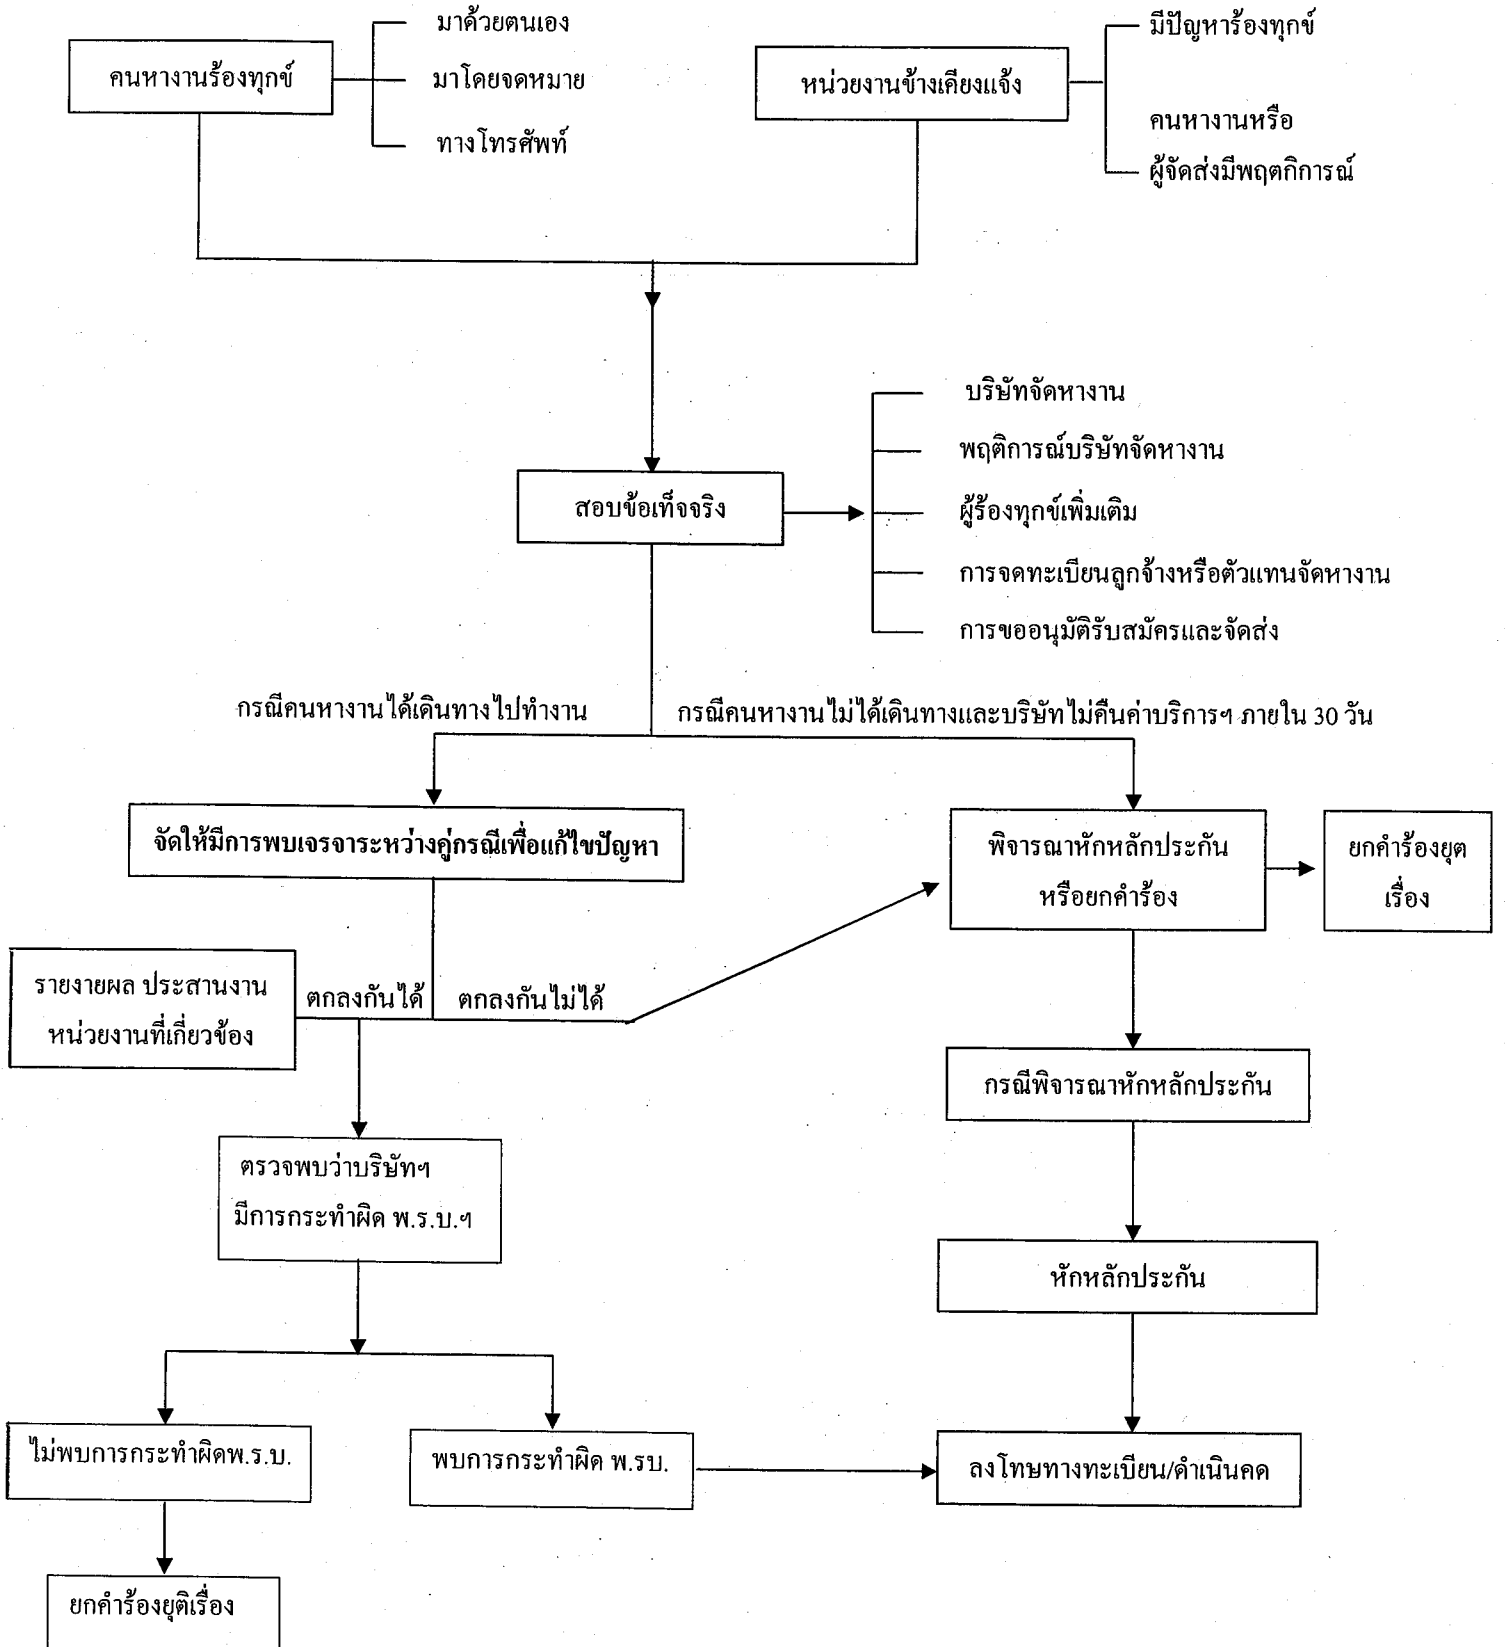 คนหางานร้องทุกข์
มาด้วยตนเอง
มาโดยจดหมาย
ทางโทรศัพท์
หน่วยงานข้างเคียงแจ้ง
มีปัญหาร้องทุกข์
คนหางานหรือ
ผู้จัดส่งมีพฤตกิการณ์
สอบข้อเท็จจริง
บริษัทจัดหางาน
พฤติการณ์บริษัทจัดหางาน
ผู้ร้องทุกข์เพิ่มเติม
การจดทะเบียนลูกจ้างหรือตัวแทนจัดหางาน
การขออนุมัติรับสมัครและจัดส่ง
กรณีคนหางานได้เดินทางไปทำงาน
กรณีคนหางานไม่ได้เดินทางและบริษัทไม่คืนค่าบริการฯ ภายใน 30 วัน
จัดให้มีการพบเจรจาระหว่างคู่กรณีเพื่อแก้ไขปัญหา
พิจารณาหักหลักประกัน
หรือยกคำร้อง
ยกคำร้องยุต
เรื่อง
รายงายผล ประสานงาน
หน่วยงานที่เกี่ยวข้อง
ตกลงกันได้
ตกลงกันไม่ได้
กรณีพิจารณาหักหลักประกัน
ตรวจพบว่าบริษัทฯ
มีการกระทำผิด พ.ร.บ.ฯ
หักหลักประกัน
ไม่พบการกระทำผิดพ.ร.บ.
พบการกระทำผิด พ.รบ.
ลงโทษทางทะเบียน/ดำเนินคด
ยกคำร้องยุติเรื่อง